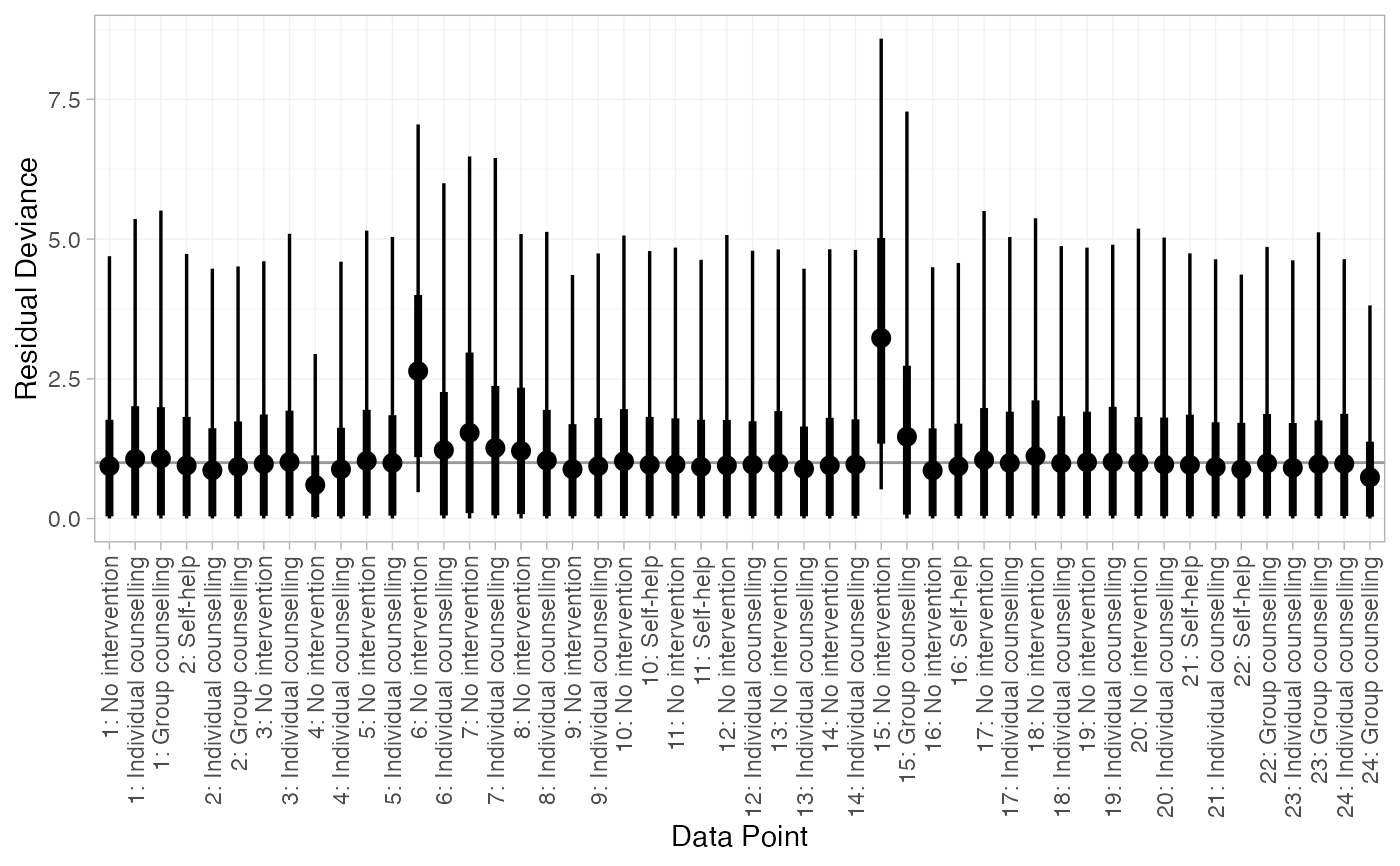 Residual Deviance
7.5
5.0
2.5
0.0
1: No intervention
1: Individual counselling
1: Group counselling
2: Self-help
2: Individual counselling
2: Group counselling
3: No intervention
3: Individual counselling
4: No intervention
4: Individual counselling
5: No intervention
5: Individual counselling
6: No intervention
6: Individual counselling
7: No intervention
7: Individual counselling
8: No intervention
8: Individual counselling
9: No intervention
9: Individual counselling
10: No intervention
10: Self-help
11: No intervention
11: Self-help
12: No intervention
12: Individual counselling
13: No intervention
13: Individual counselling
14: No intervention
14: Individual counselling
15: No intervention
15: Group counselling
16: No intervention
16: Self-help
17: No intervention
17: Individual counselling
18: No intervention
18: Individual counselling
19: No intervention
19: Individual counselling
20: No intervention
20: Individual counselling
21: Self-help
21: Individual counselling
22: Self-help
22: Group counselling
23: Individual counselling
23: Group counselling
24: Individual counselling
24: Group counselling
Data Point